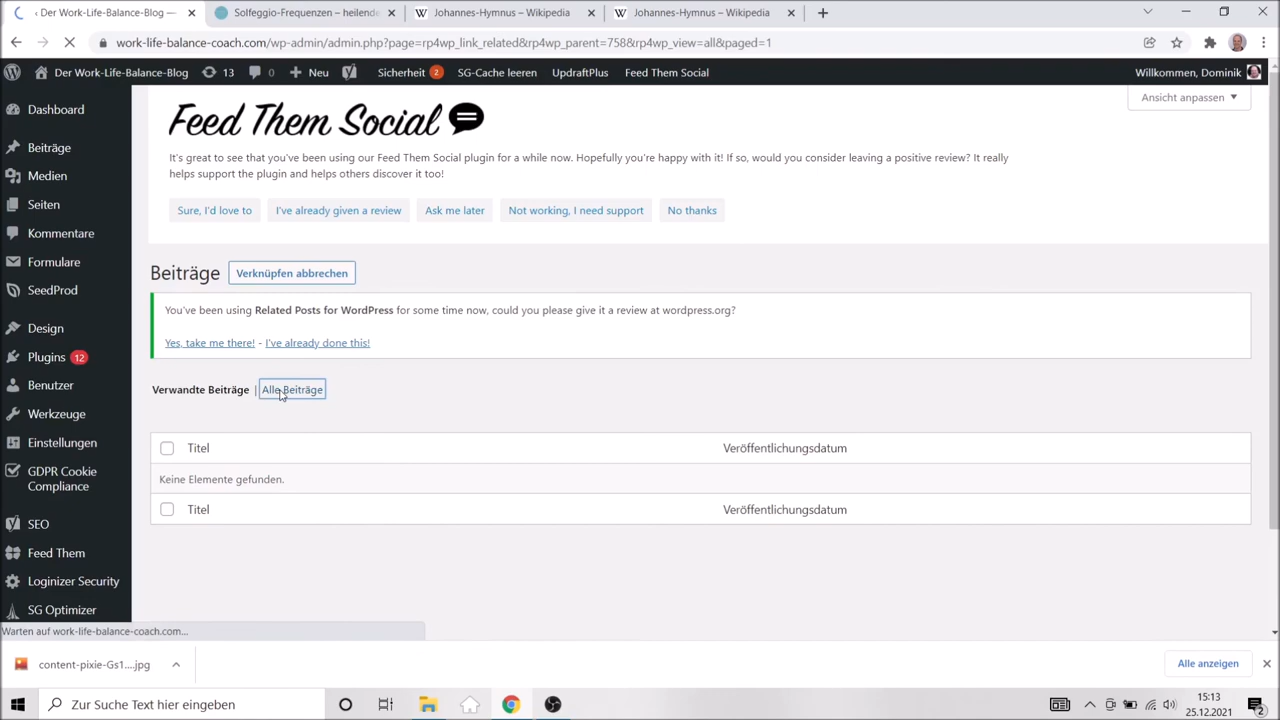 ‹ Der Work-Life-Balance-Blog —
Solfeggio-Frequenzen – heilende
Johannes-Hymnus – Wikipedia
Johannes-Hymnus – Wikipedia
work-life-balance-coach.com/wp-admin/admin.php?page=rp4wp_link_related&rp4wp_parent=758&rp4wp_view=all&paged=1
Der Work-Life-Balance-Blog 13 0 Neu Sicherheit 2 SG-Cache leeren UpdraftPlus Feed Them Social Willkommen, Dominik
Ansicht anpassen
Dashboard
Beiträge
Medien
Seiten
Kommentare
Formulare
SeedProd
Design
Plugins 12
Benutzer
Werkzeuge
Einstellungen
GDPR Cookie
Compliance
SEO
Feed Them
Loginizer Security
SG Optimizer
Feed Them Social
It's great to see that you've been using our Feed Them Social plugin for a while now. Hopefully you're happy with it! If so, would you consider leaving a positive review? It really
helps support the plugin and helps others discover it too!
Sure, I'd love to I've already given a review Ask me later Not working, I need support No thanks
Beiträge Verknüpfen abbrechen
You've been using Related Posts for WordPress for some time now, could you please give it a review at wordpress.org?
Yes, take me there! - I've already done this!
Verwandte Beiträge | Alle Beiträge
Titel Veröffentlichungsdatum
Keine Elemente gefunden.
Titel Veröffentlichungsdatum
Warten auf work-life-balance-coach.com...
content-pixie-Gs1....jpg
Alle anzeigen
Zur Suche Text hier eingeben
15:13
25.12.2021
2